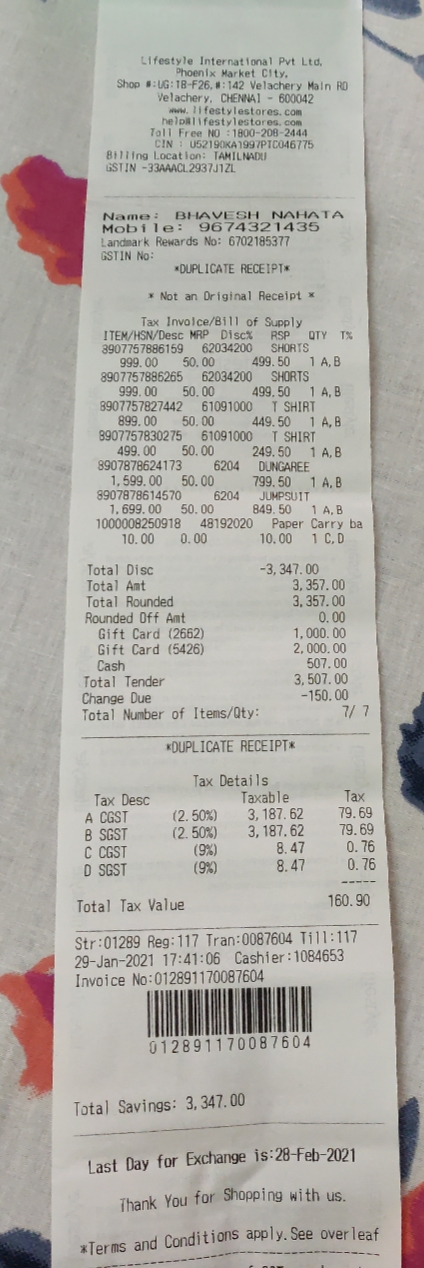 Lifestyle International Pvt Ltd.
Phoenix Market City.
Shop #:UG:18-F26,#:142 Velachery Main RD
Velachery, CHENNAI - 600042
www.lifestylestores.com
help@lifestylestores.com
Toll Free NO :1800-208-2444
CIN : U52190KA1997PTC046775
Billing Location: TAMILNADU
GSTIN -33AAACL2937J1ZL
Name: BHAVESH NAHATA
Mobile: 9674321435
Landmark Rewards No: 6702185377
GSTIN No:
*DUPLICATE RECEIPT*
* Not an Original Receipt *
Tax Invoice/Bill of Supply
ITEM/HSN/Desc MRP Disc% RSP QTY T%
8907757886159 62034200 SHORTS
999.00 50.00 499.50 1 A,B
8907757886265 62034200 SHORTS
999.00 50.00 499.50 1 A,B
8907757827442 61091000 T SHIRT
899.00 50.00 449.50 1 A,B
8907757830275 61091000 T SHIRT
499.00 50.00 249.50 1 A,B
8907878624173 6204 DUNGAREE
1,599.00 50.00 799.50 1 A,B
8907878614570 6204 JUMPSUIT
1,699.00 50.00 849.50 1 A,B
1000008250918 48192020 Paper Carry ba
10.00 0.00 10.00 1 C,D
Total Disc -3,347.00
Total Amt 3,357.00
Total Rounded 3,357.00
Rounded Off Amt 0.00
Gift Card (2662) 1,000.00
Gift Card (5426) 2,000.00
Cash 507.00
Total Tender 3,507.00
Change Due -150.00
Total Number of Items/Qty: 7/ 7
*DUPLICATE RECEIPT*
Tax Details
Tax Desc Taxable Tax
A CGST (2.50%) 3,187.62 79.69
B SGST (2.50%) 3,187.62 79.69
C CGST (9%) 8.47 0.76
D SGST (9%) 8.47 0.76
-----
Total Tax Value 160.90
Str:01289 Reg:117 Tran:0087604 Till:117
29-Jan-2021 17:41:06 Cashier:1084653
Invoice No:012891170087604
012891170087604
Total Savings: 3,347.00
Last Day for Exchange is:28-Feb-2021
Thank You for Shopping with us.
*Terms and Conditions apply.See overleaf